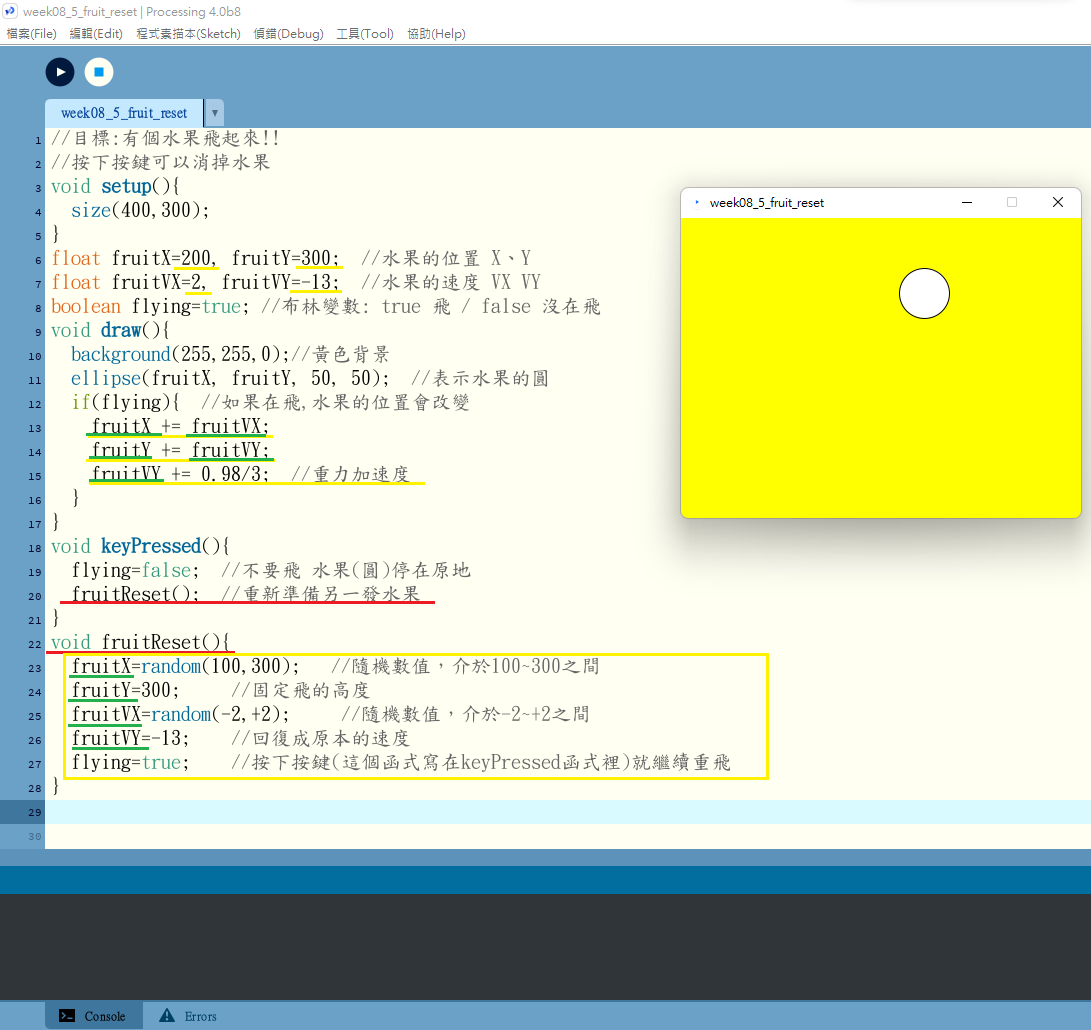 week08_5_fruit_reset | Processing 4.0b8
檔案(File) 編輯(Edit) 程式素描本(Sketch) 偵錯(Debug) 工具(Tool) 協助(Help)
week08_5_fruit_reset
1 //目標:有個水果飛起來!!
2 //按下按鍵可以消掉水果
3 void setup(){
4 size(400,300);
5 }
6 float fruitX=200, fruitY=300; //水果的位置 X、Y
7 float fruitVX=2, fruitVY=-13; //水果的速度 VX VY
8 boolean flying=true; //布林變數: true 飛 / false 沒在飛
9 void draw(){
10 background(255,255,0);//黃色背景
11 ellipse(fruitX, fruitY, 50, 50); //表示水果的圓
12 if(flying){ //如果在飛,水果的位置會改變
13 fruitX += fruitVX;
14 fruitY += fruitVY;
15 fruitVY += 0.98/3; //重力加速度
16 }
17 }
18 void keyPressed(){
19 flying=false; //不要飛 水果(圓)停在原地
20 fruitReset(); //重新準備另一發水果
21 }
22 void fruitReset(){
23 fruitX=random(100,300); //隨機數值，介於100~300之間
24 fruitY=300; //固定飛的高度
25 fruitVX=random(-2,+2); //隨機數值，介於-2~+2之間
26 fruitVY=-13; //回復成原本的速度
27 flying=true; //按下按鍵(這個函式寫在keyPressed函式裡)就繼續重飛
28 }
29
30
week08_5_fruit_reset
Console Errors